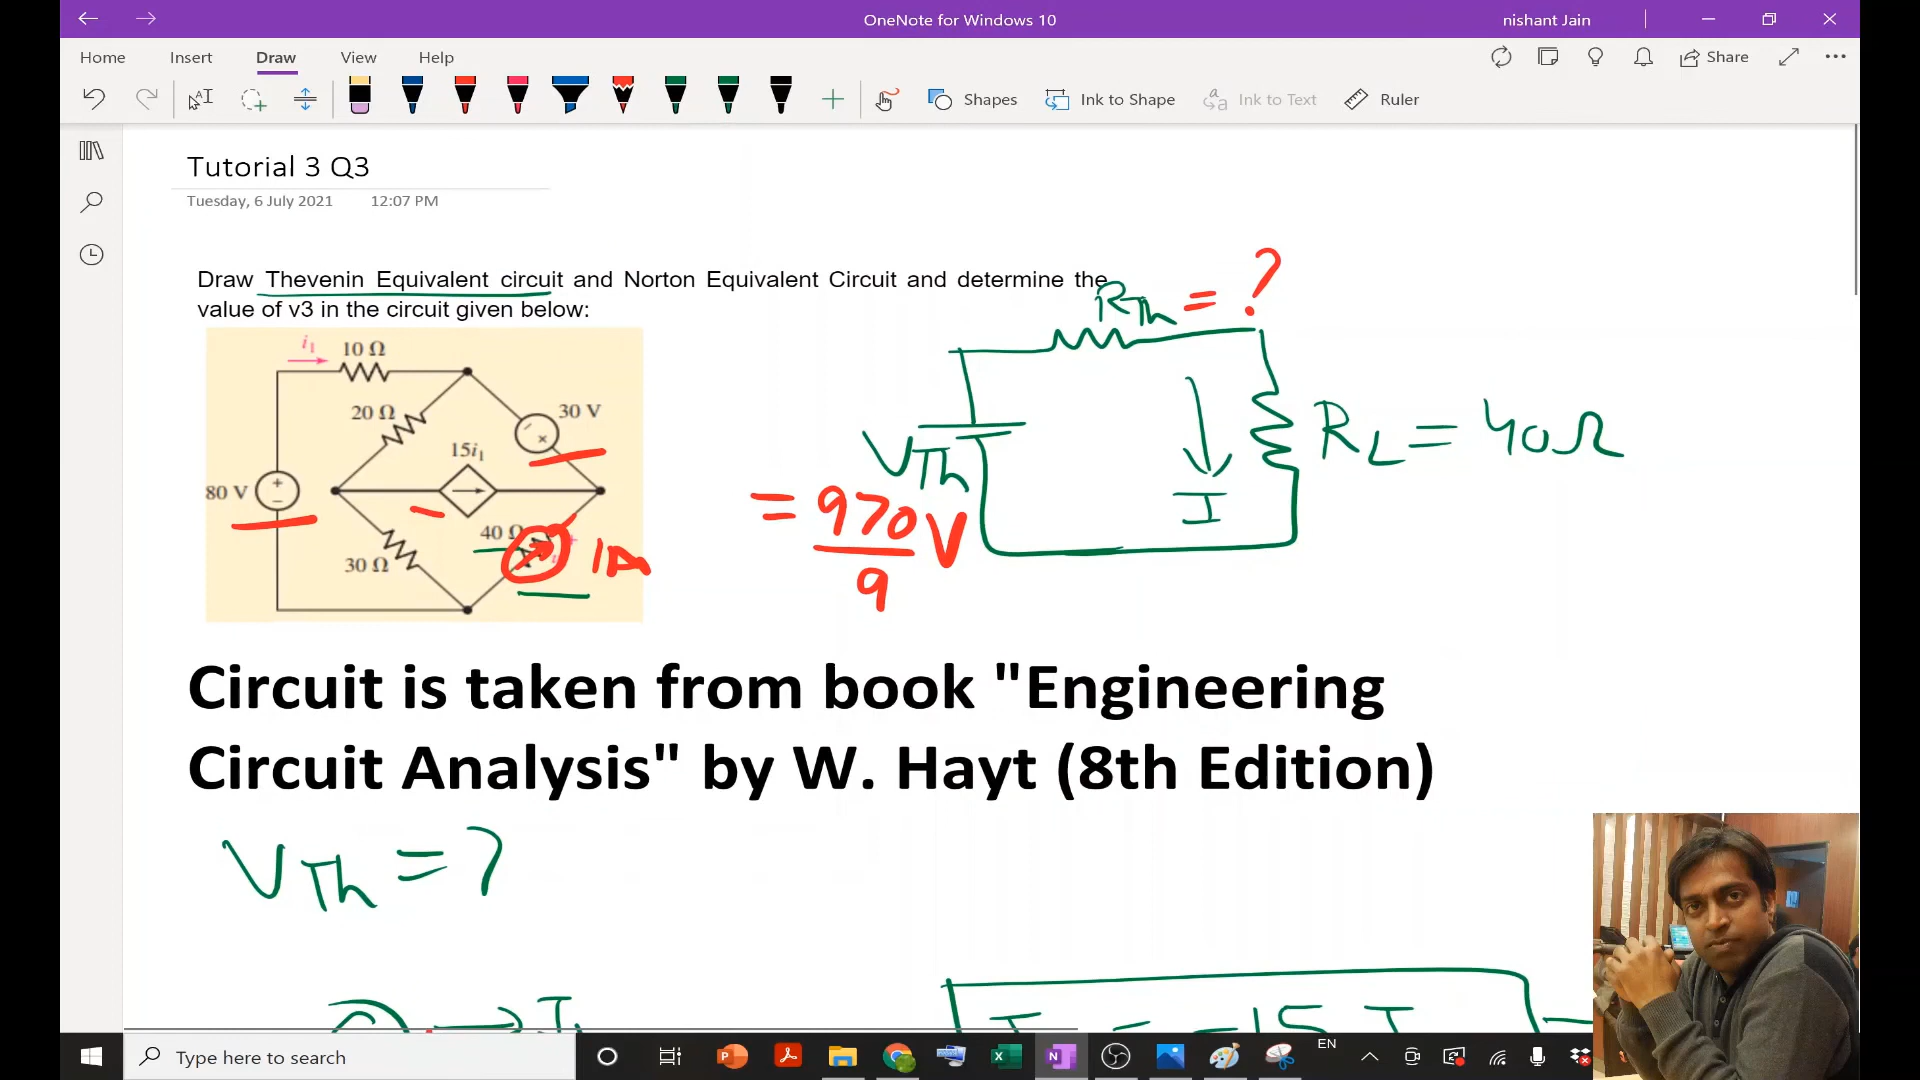 OneNote for Windows 10
nishant Jain
Home Insert Draw View Help
Share
Shapes
Ink to Shape
Ink to Text
Ruler
Tutorial 3 Q3
Tuesday, 6 July 2021 12:07 PM
Draw Thevenin Equivalent circuit and Norton Equivalent Circuit and determine the
value of v3 in the circuit given below:
RTh = ?
i1
10 Ω
20 Ω
30 V
15i1
80 V
40 Ω
30 Ω
1A
VTh
= 970/9 V
I
RL = 40Ω
Circuit is taken from book "Engineering
Circuit Analysis" by W. Hayt (8th Edition)
VTh = ?
Type here to search
EN